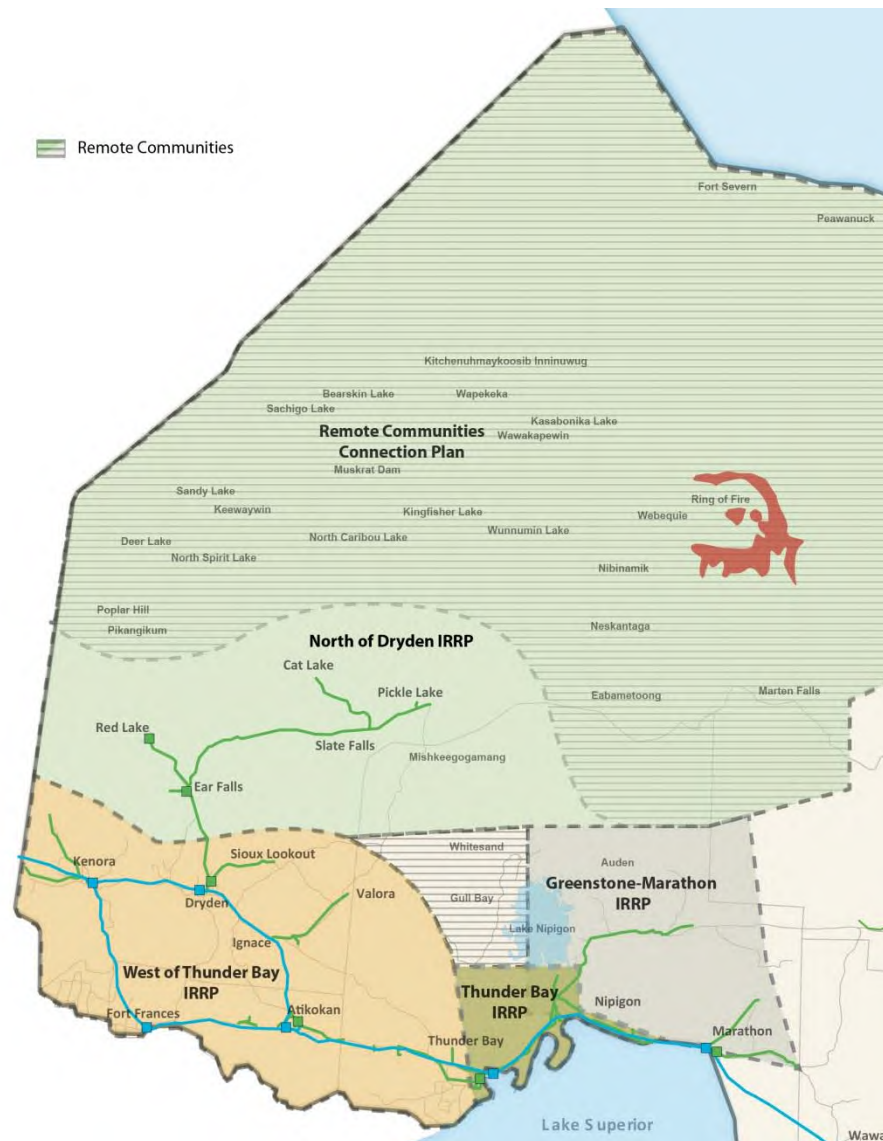 Remote Communities
Fort Severn
Peawanuck
Kitchenuhmaykoosib Inninuwug
Bearskin Lake
Wapekeka
Sachigo Lake
Kasabonika Lake
Remote Communities
Connection Plan
Wawakapewin
Muskrat Dam
Sandy Lake
Ring of Fire
Keewaywin
Kingfisher Lake
Webequie
Wunnumin Lake
Deer Lake
North Caribou Lake
North Spirit Lake
Nibinamik
Poplar Hill
Pikangikum
Neskantaga
North of Dryden IRRP
Cat Lake
Pickle Lake
Eabametoong
Marten Falls
Red Lake
Slate Falls
Mishkeegogamang
Ear Falls
Whitesand
Sioux Lookout
Kenora
Auden
Greenstone-Marathon
IRRP
Valora
Gull Bay
Dryden
Lake Nipigon
Ignace
West of Thunder Bay
IRRP
Thunder Bay
IRRP
Nipigon
Fort Frances
Atikokan
Marathon
Thunder Bay
Lake Superior
Wawa